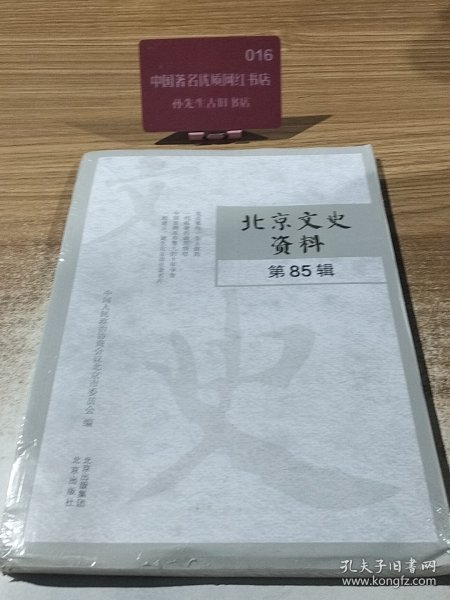 016
中国著名优质网红书店
孙先生古旧书店
北京文史
资料
第85辑
中国人民政治协商会议北京市委员会 编
北京出版集团
北京出版社
孔夫子旧书网
www.kongfz.com